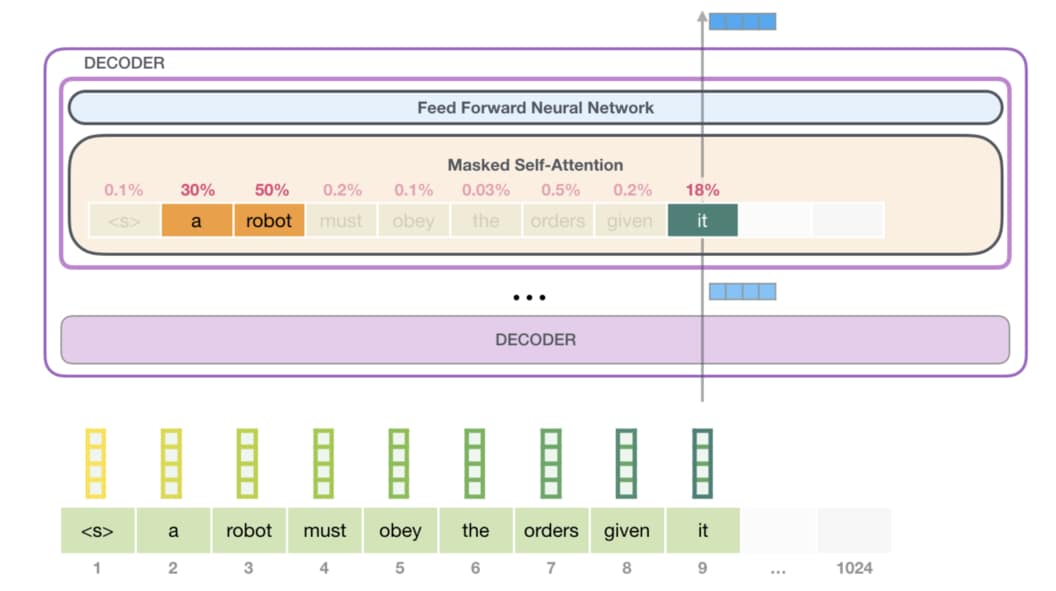 DECODER
Feed Forward Neural Network
Masked Self-Attention
0.1% 30% 50% 0.2% 0.1% 0.03% 0.5% 0.2% 18%
<s> a robot must obey the orders given it
...
DECODER
<s> a robot must obey the orders given it
1 2 3 4 5 6 7 8 9 ... 1024